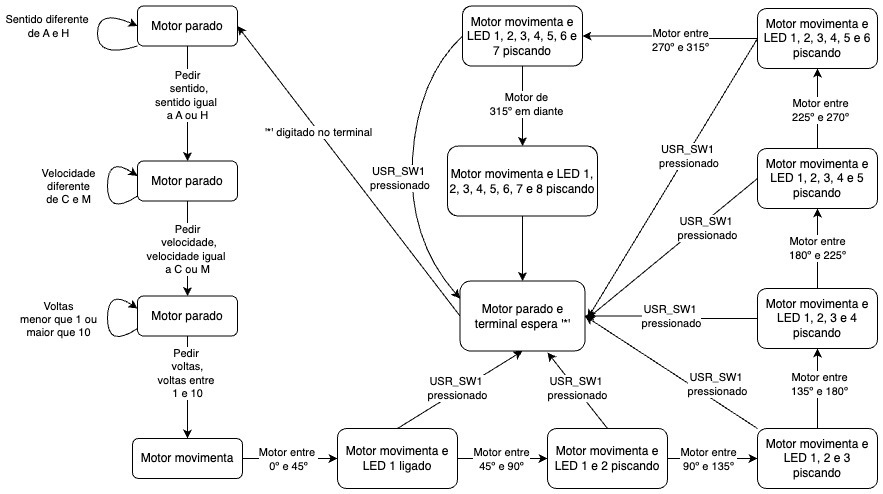 Sentido diferente
de A e H
Motor parado
Pedir
sentido,
sentido igual
a A ou H
Velocidade
diferente
de C e M
Motor parado
Pedir
velocidade,
velocidade igual
a C ou M
Voltas
menor que 1 ou
maior que 10
Motor parado
Pedir
voltas,
voltas entre
1 e 10
Motor movimenta
Motor entre
0º e 45º
Motor movimenta e
LED 1 ligado
Motor entre
45º e 90º
Motor movimenta e
LED 1 e 2 piscando
Motor entre
90º e 135º
Motor movimenta e
LED 1, 2 e 3
piscando
Motor entre
135º e 180º
Motor movimenta e
LED 1, 2, 3 e 4
piscando
Motor entre
180º e 225º
Motor movimenta e
LED 1, 2, 3, 4 e 5
piscando
Motor entre
225º e 270º
Motor movimenta e
LED 1, 2, 3, 4, 5 e 6
piscando
Motor entre
270º e 315º
Motor movimenta e
LED 1, 2, 3, 4, 5, 6 e
7 piscando
Motor de
315º em diante
Motor movimenta e LED 1,
2, 3, 4, 5, 6, 7 e 8 piscando
Motor parado e
terminal espera '*'
'*' digitado no terminal
USR_SW1
pressionado
USR_SW1
pressionado
USR_SW1
pressionado
USR_SW1
pressionado
USR_SW1
pressionado
USR_SW1
pressionado
USR_SW1
pressionado